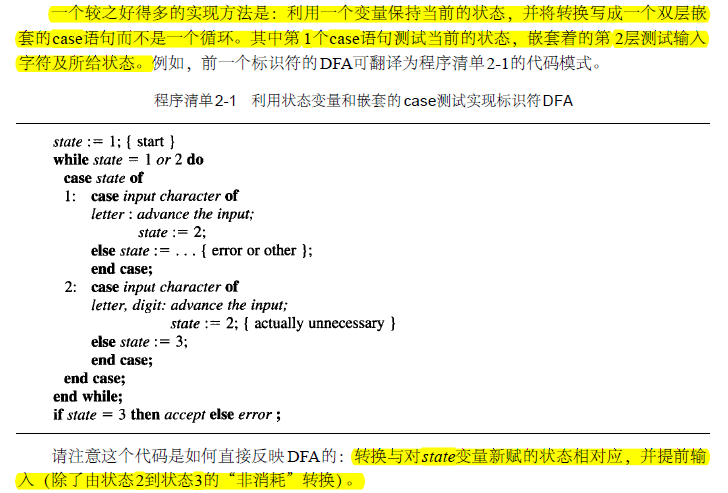 一个较之好得多的实现方法是：利用一个变量保持当前的状态，并将转换写成一个双层嵌
套的case语句而不是一个循环。其中第1个case语句测试当前的状态，嵌套着的第2层测试输入
字符及所给状态。例如，前一个标识符的DFA可翻译为程序清单2-1的代码模式。
程序清单2-1 利用状态变量和嵌套的case测试实现标识符DFA
state := 1; { start }
while state = 1 or 2 do
case state of
1: case input character of
letter : advance the input;
state := 2;
else state := . . . { error or other };
end case;
2: case input character of
letter, digit: advance the input;
state := 2; { actually unnecessary }
else state := 3;
end case;
end case;
end while;
if state = 3 then accept else error ;
请注意这个代码是如何直接反映DFA的：转换与对state变量新赋的状态相对应，并提前输
入（除了由状态2到状态3的“非消耗”转换）。